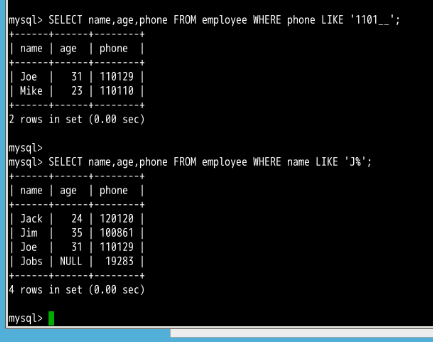 mysql> SELECT name,age,phone FROM employee WHERE phone LIKE '1101__';
+------+------+--------+
| name | age  | phone  |
+------+------+--------+
| Joe  |   31 | 110129 |
| Mike |   23 | 110110 |
+------+------+--------+
2 rows in set (0.00 sec)
mysql>
mysql> SELECT name,age,phone FROM employee WHERE name LIKE 'J%';
+------+------+--------+
| name | age  | phone  |
+------+------+--------+
| Jack |   24 | 120120 |
| Jim  |   35 | 100861 |
| Joe  |   31 | 110129 |
| Jobs | NULL |  19283 |
+------+------+--------+
4 rows in set (0.00 sec)
mysql>